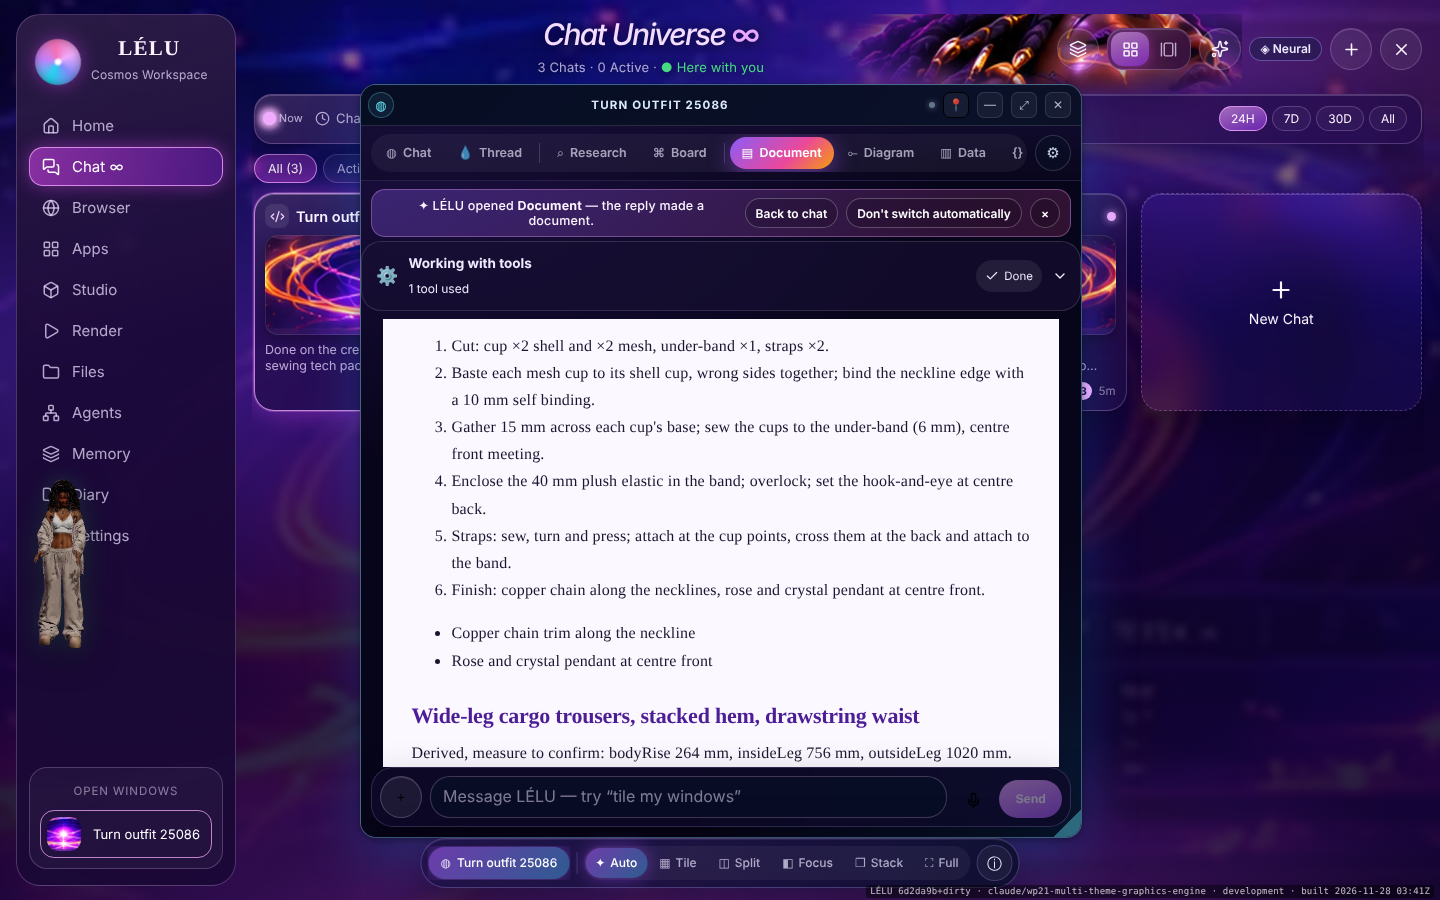 LÉLU
Cosmos Workspace
Home
Chat ∞
Browser
Apps
Studio
Render
Files
Agents
Memory
Diary
ettings
OPEN WINDOWS
Turn outfit 25086
Chat Universe ∞
3 Chats · 0 Active · ● Here with you
◈ Neural
Now
Cha
24H
7D
30D
All
All (3)
Acti
Turn outf
Done on the cre
sewing tech pac
5m
New Chat
TURN OUTFIT 25086
Chat
Thread
Research
Board
Document
Diagram
Data
{}
✦ LÉLU opened Document — the reply made a
document.
Back to chat
Don't switch automatically
×
Working with tools
1 tool used
Done
1. Cut: cup ×2 shell and ×2 mesh, under-band ×1, straps ×2.
2. Baste each mesh cup to its shell cup, wrong sides together; bind the neckline edge with
a 10 mm self binding.
3. Gather 15 mm across each cup's base; sew the cups to the under-band (6 mm), centre
front meeting.
4. Enclose the 40 mm plush elastic in the band; overlock; set the hook-and-eye at centre
back.
5. Straps: sew, turn and press; attach at the cup points, cross them at the back and attach to
the band.
6. Finish: copper chain along the necklines, rose and crystal pendant at centre front.
• Copper chain trim along the neckline
• Rose and crystal pendant at centre front
Wide-leg cargo trousers, stacked hem, drawstring waist
Derived, measure to confirm: bodyRise 264 mm, insideLeg 756 mm, outsideLeg 1020 mm.
Message LÉLU — try “tile my windows”
Send
Turn outfit 25086
Auto
Tile
Split
Focus
Stack
Full
LÉLU 6d2da9b+dirty · claude/wp21-multi-theme-graphics-engine · development · built 2026-11-28 03:41Z